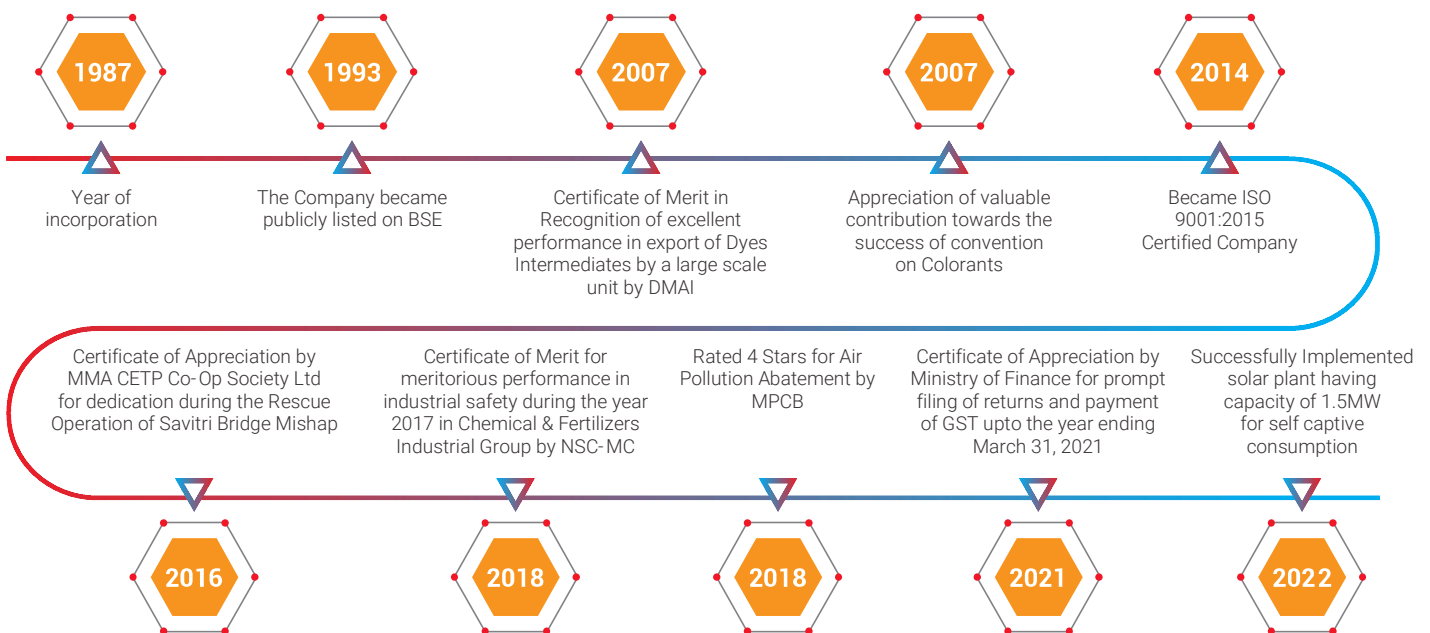 1987
Year of
incorporation
1993
The Company became
publicly listed on BSE
2007
Certificate of Merit in
Recognition of excellent
performance in export of Dyes
Intermediates by a large scale
unit by DMAI
2007
Appreciation of valuable
contribution towards the
success of convention
on Colorants
2014
Became ISO
9001:2015
Certified Company
Certificate of Appreciation by
MMA CETP Co-Op Society Ltd
for dedication during the Rescue
Operation of Savitri Bridge Mishap
2016
Certificate of Merit for
meritorious performance in
industrial safety during the year
2017 in Chemical & Fertilizers
Industrial Group by NSC-MC
2018
Rated 4 Stars for Air
Pollution Abatement by
MPCB
2018
Certificate of Appreciation by
Ministry of Finance for prompt
filing of returns and payment
of GST upto the year ending
March 31, 2021
2021
Successfully Implemented
solar plant having
capacity of 1.5MW
for self captive
consumption
2022